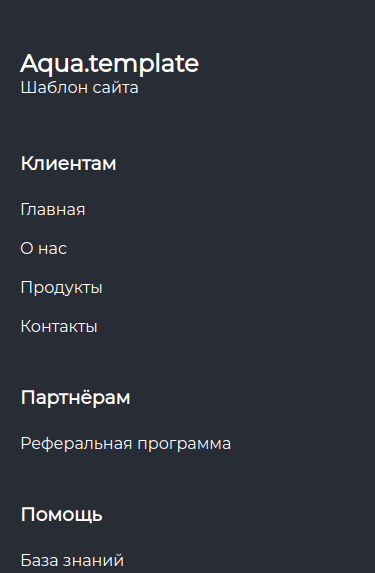 Aqua.template
Шаблон сайта
Клиентам
Главная
О нас
Продукты
Контакты
Партнёрам
Реферальная программа
Помощь
База знаний